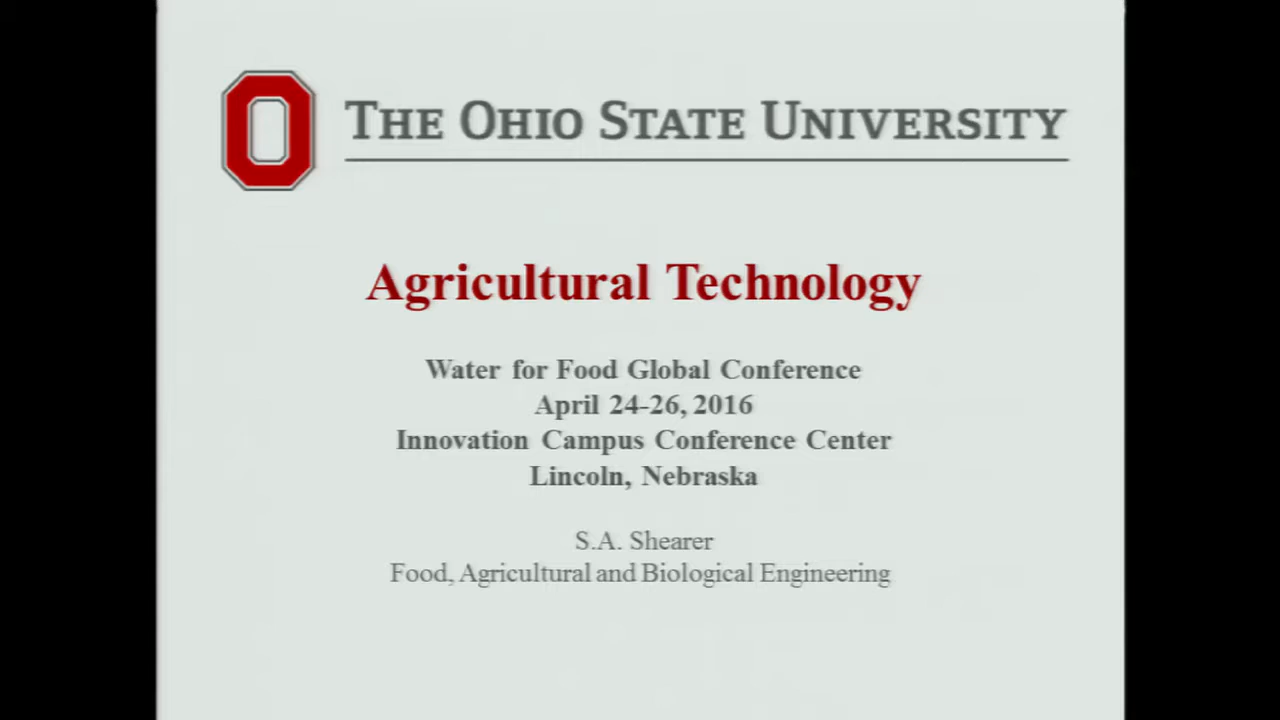 THE OHIO STATE UNIVERSITY
Agricultural Technology
Water for Food Global Conference
April 24-26, 2016
Innovation Campus Conference Center
Lincoln, Nebraska
S.A. Shearer
Food, Agricultural and Biological Engineering